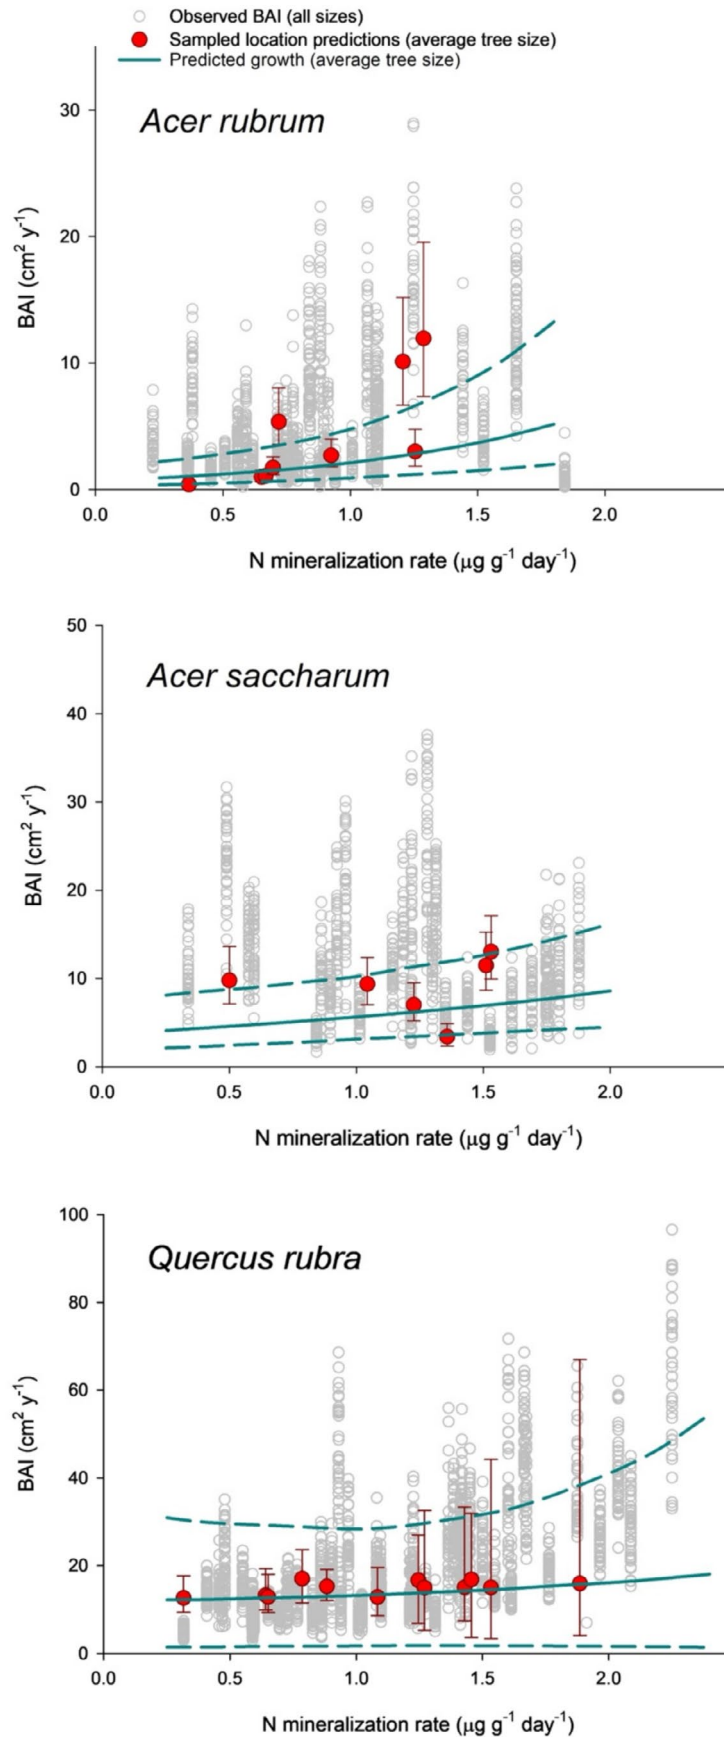 Observed BAI (all sizes)
Sampled location predictions (average tree size)
Predicted growth (average tree size)
Acer rubrum
30
20
10
0
BAI (cm² y⁻¹)
0.0 0.5 1.0 1.5 2.0
N mineralization rate (μg g⁻¹ day⁻¹)
Acer saccharum
50
40
30
20
10
0
BAI (cm² y⁻¹)
0.0 0.5 1.0 1.5 2.0
N mineralization rate (μg g⁻¹ day⁻¹)
Quercus rubra
100
80
60
40
20
0
BAI (cm² y⁻¹)
0.0 0.5 1.0 1.5 2.0
N mineralization rate (μg g⁻¹ day⁻¹)